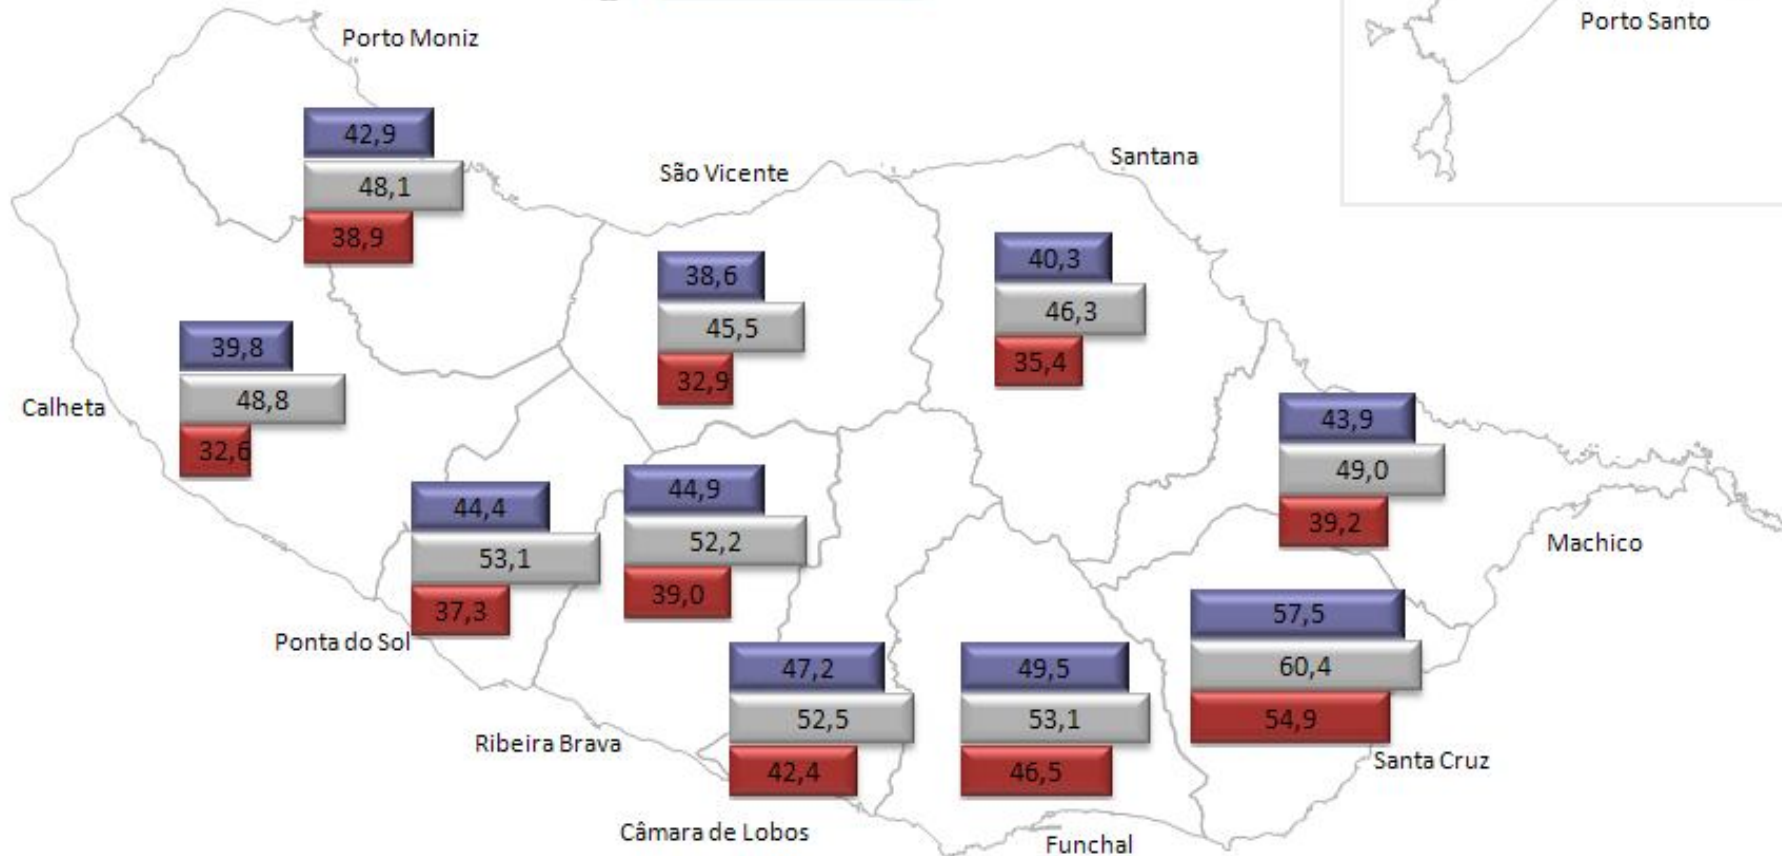 Porto Santo
Porto Moniz
42,9
48,1
38,9
São Vicente
38,6
45,5
32,9
Santana
40,3
46,3
35,4
Calheta
39,8
48,8
32,6
Machico
43,9
49,0
39,2
Ponta do Sol
44,4
53,1
37,3
Ribeira Brava
44,9
52,2
39,0
Câmara de Lobos
47,2
52,5
42,4
Funchal
49,5
53,1
46,5
Santa Cruz
57,5
60,4
54,9